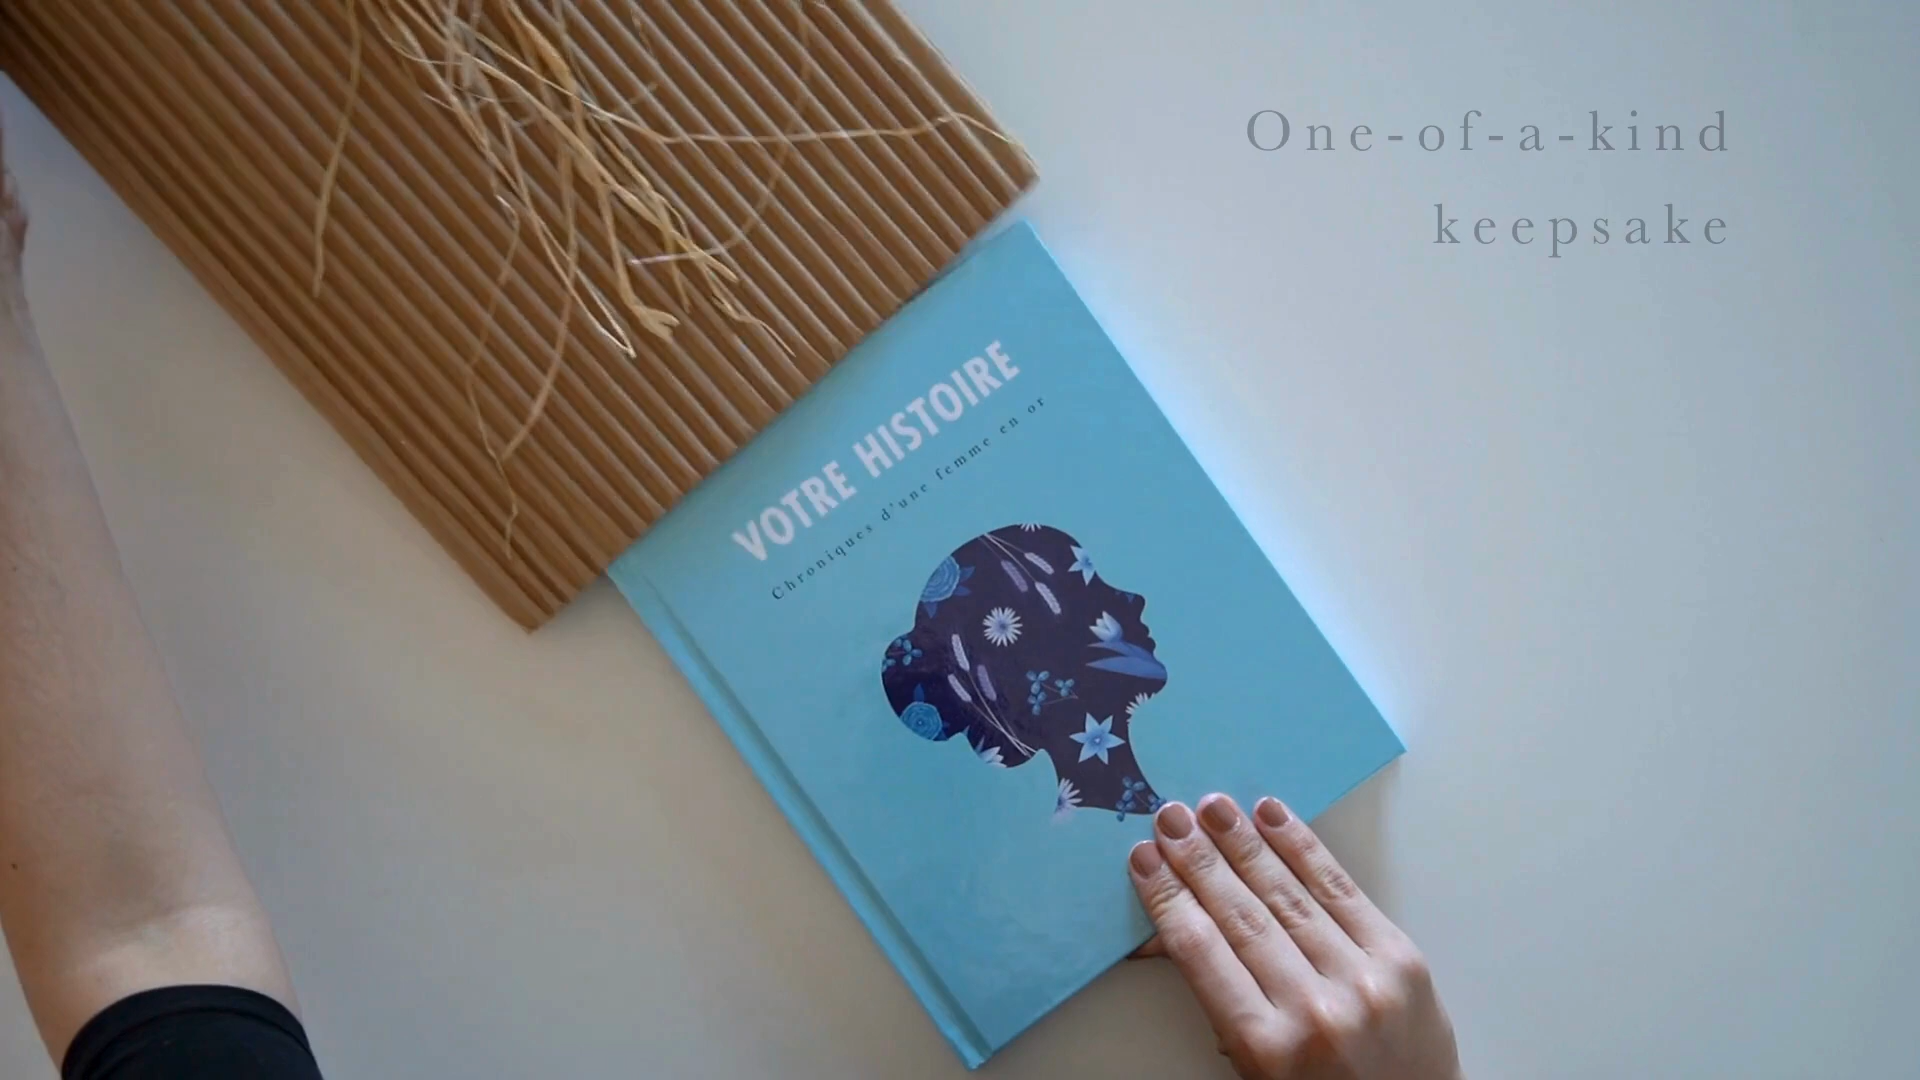 One-of-a-kind
keepsake
VOTRE HISTOIRE
Chroniques d'une femme en or